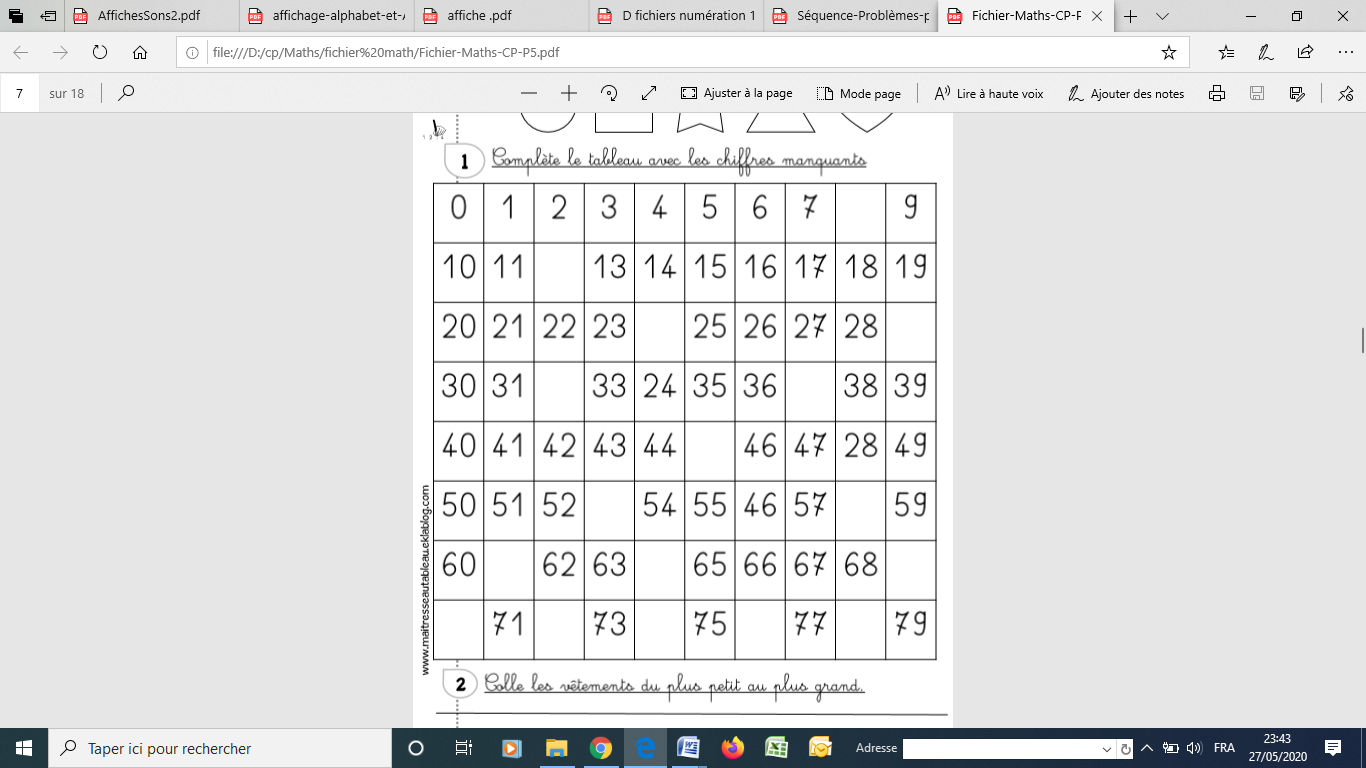 AffichesSons2.pdf
affichage-alphabet-et-
affiche .pdf
D fichiers numération 1
Séquence-Problèmes-p
Fichier-Maths-CP-P
file:///D:/cp/Maths/fichier%20math/Fichier-Maths-CP-P5.pdf
7 sur 18 Ajuster à la page Mode page Lire à haute voix Ajouter des notes
1 Complète le tableau avec les chiffres manquants
0 1 2 3 4 5 6 7 9
10 11 13 14 15 16 17 18 19
20 21 22 23 25 26 27 28
30 31 33 24 35 36 38 39
40 41 42 43 44 46 47 28 49
50 51 52 54 55 46 57 59
60 62 63 65 66 67 68
71 73 75 77 79
www.maitresseautableau.eklablog.com
2 Colle les vêtements du plus petit au plus grand.
Taper ici pour rechercher
Adresse
FRA
23:43
27/05/2020